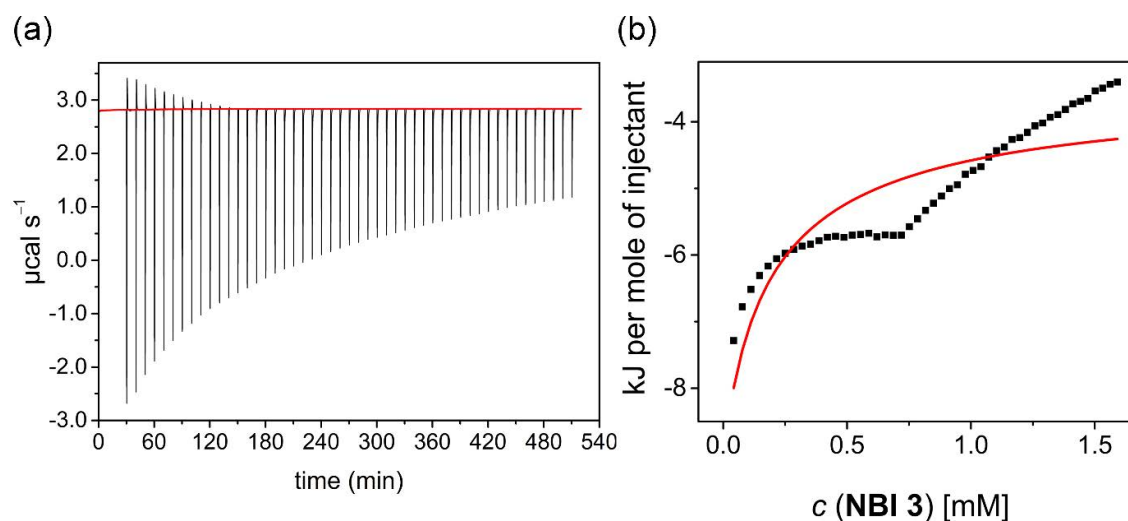 (a)
(b)
3.0
2.0
1.0
0.0
-1.0
-2.0
-3.0
µcal s⁻¹
0 60 120 180 240 300 360 420 480 540
time (min)
-4
-6
-8
kJ per mole of injectant
0.0 0.5 1.0 1.5
c (NBI 3) [mM]